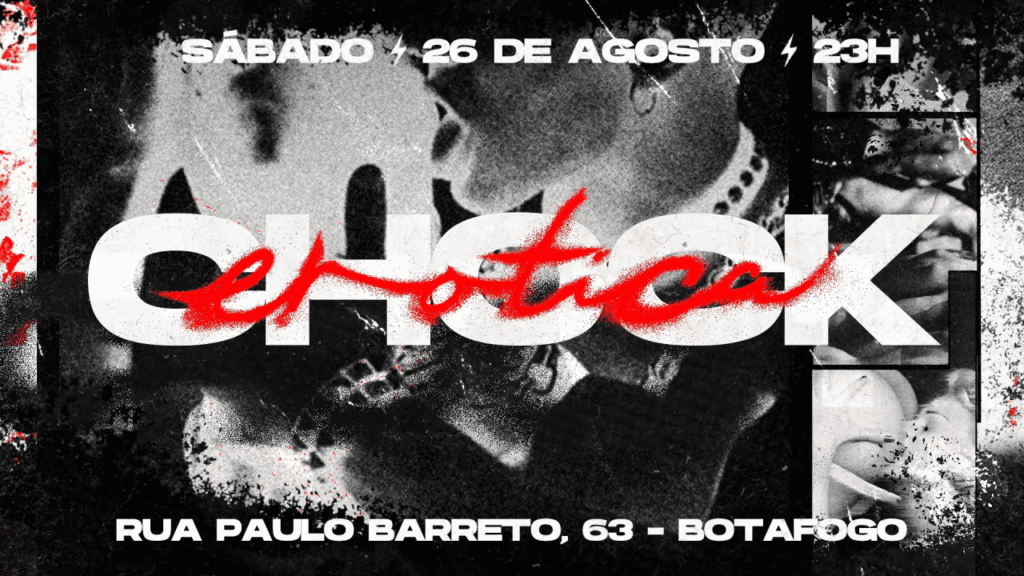 SÁBADO ⚡ 26 DE AGOSTO ⚡ 23H
CHOCK
erotica
RUA PAULO BARRETO, 63 - BOTAFOGO